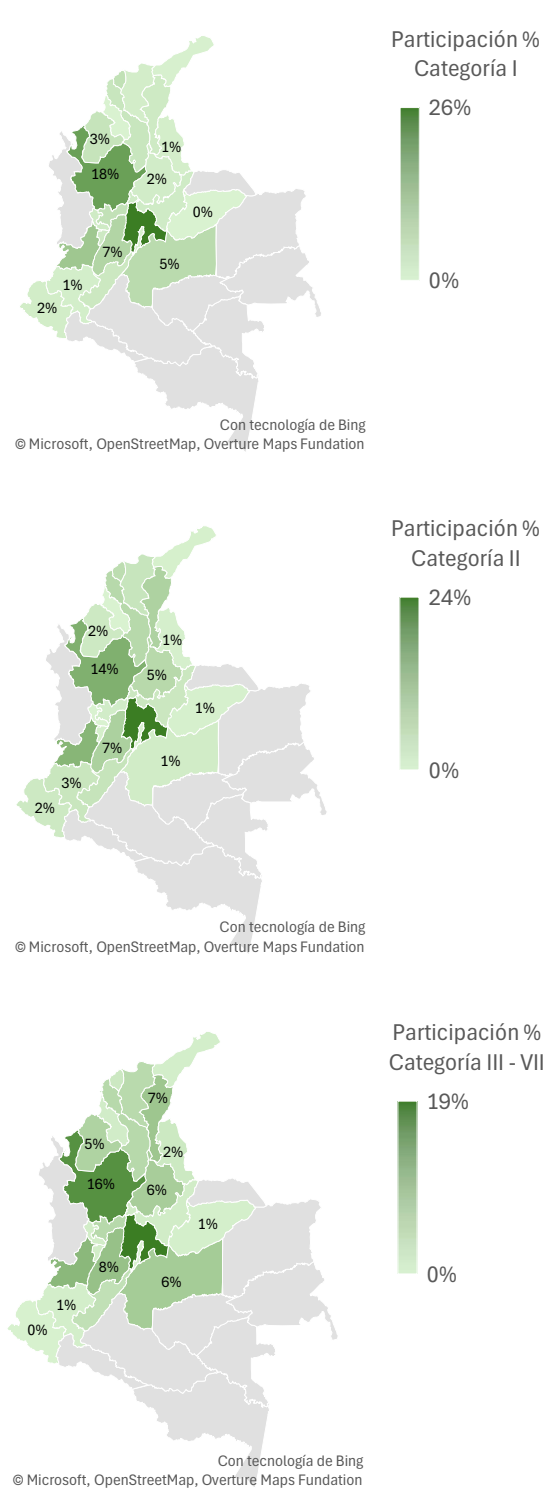 Participación %
Categoría I
26%
3%
1%
18%
2%
0%
7%
5%
0%
1%
2%
Con tecnología de Bing
© Microsoft, OpenStreetMap, Overture Maps Fundation
Participación %
Categoría II
24%
2%
1%
14%
5%
1%
7%
1%
0%
3%
2%
Con tecnología de Bing
© Microsoft, OpenStreetMap, Overture Maps Fundation
Participación %
Categoría III - VII
7%
19%
5%
2%
16%
6%
1%
8%
6%
0%
1%
0%
Con tecnología de Bing
© Microsoft, OpenStreetMap, Overture Maps Fundation